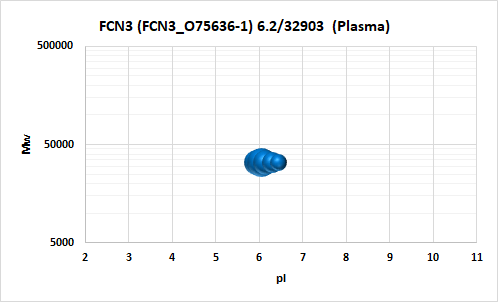 FCN3 (FCN3_O75636-1) 6.2/32903 (Plasma)
500000
50000
5000
Mw
2 3 4 5 6 7 8 9 10 11
pI